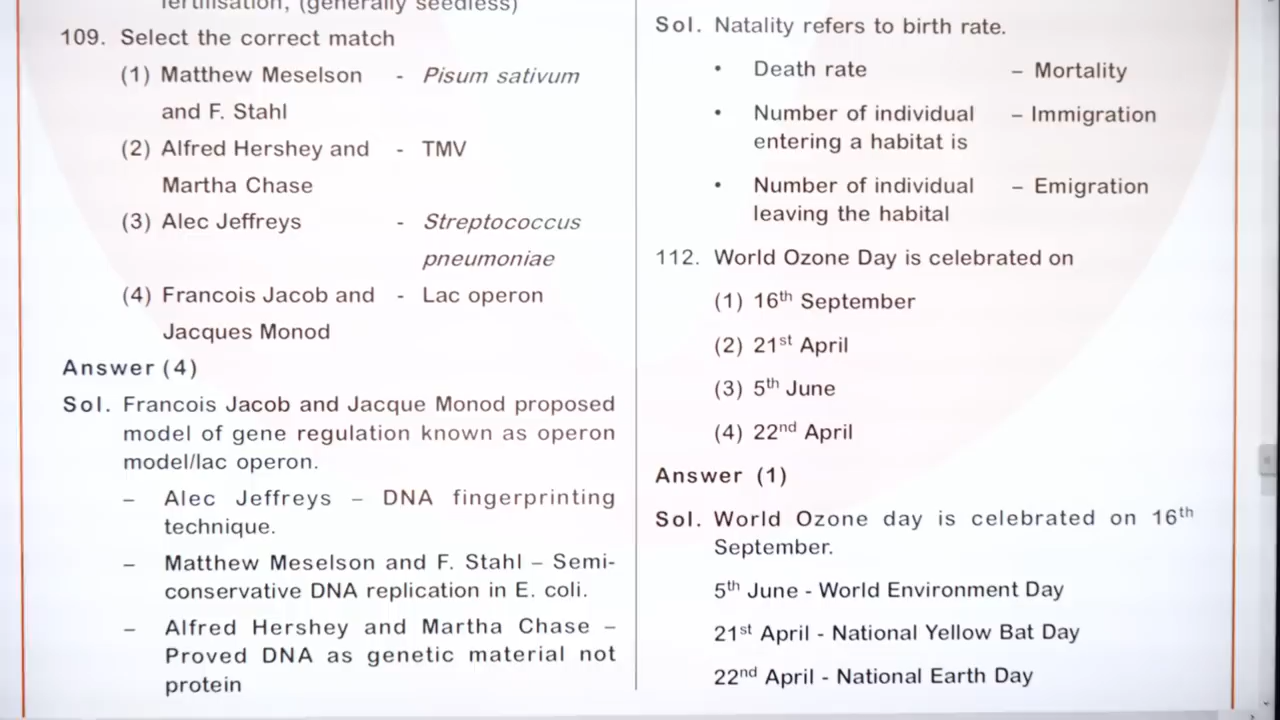 fertilisation, (generally seedless)
109. Select the correct match
(1) Matthew Meselson - Pisum sativum
and F. Stahl
(2) Alfred Hershey and - TMV
Martha Chase
(3) Alec Jeffreys - Streptococcus
pneumoniae
(4) Francois Jacob and - Lac operon
Jacques Monod
Answer (4)
Sol. Francois Jacob and Jacque Monod proposed
model of gene regulation known as operon
model/lac operon.
– Alec Jeffreys – DNA fingerprinting
technique.
– Matthew Meselson and F. Stahl – Semi-
conservative DNA replication in E. coli.
– Alfred Hershey and Martha Chase –
Proved DNA as genetic material not
protein
Sol. Natality refers to birth rate.
• Death rate – Mortality
• Number of individual – Immigration
entering a habitat is
• Number of individual – Emigration
leaving the habital
112. World Ozone Day is celebrated on
(1) 16th September
(2) 21st April
(3) 5th June
(4) 22nd April
Answer (1)
Sol. World Ozone day is celebrated on 16th
September.
5th June - World Environment Day
21st April - National Yellow Bat Day
22nd April - National Earth Day